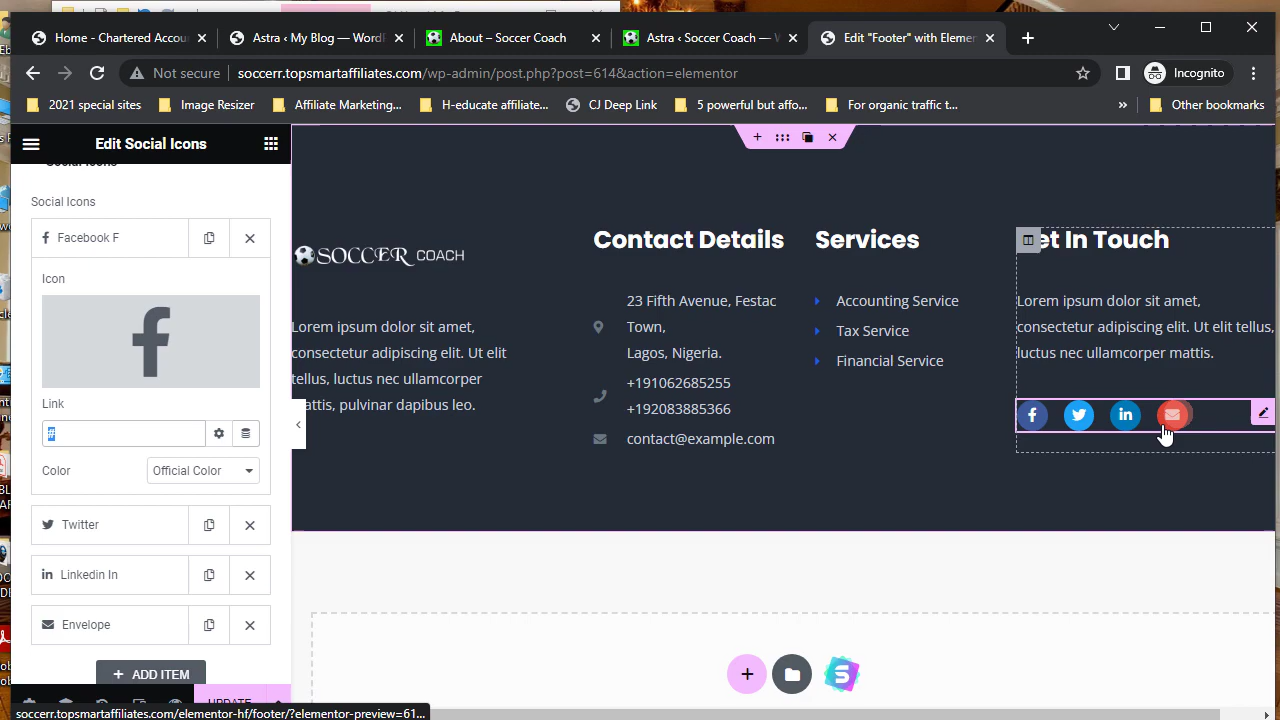 Home - Chartered Accou
Astra ‹ My Blog — WordP
About – Soccer Coach
Astra ‹ Soccer Coach — W
Edit "Footer" with Elemen
Not secure
soccerr.topsmartaffiliates.com/wp-admin/post.php?post=614&action=elementor
Incognito
2021 special sites
Image Resizer
Affiliate Marketing...
H-educate affiliate...
CJ Deep Link
5 powerful but affo...
For organic traffic t...
»
Other bookmarks
Edit Social Icons
Social Icons
Social Icons
Facebook F
Icon
Link
#
Color
Official Color
Twitter
Linkedin In
Envelope
+ ADD ITEM
UPDATE
SOCCER COACH
Lorem ipsum dolor sit amet,
consectetur adipiscing elit. Ut elit
tellus, luctus nec ullamcorper
mattis, pulvinar dapibus leo.
Contact Details
23 Fifth Avenue, Festac
Town,
Lagos, Nigeria.
+191062685255
+192083885366
contact@example.com
Services
Accounting Service
Tax Service
Financial Service
Get In Touch
Lorem ipsum dolor sit amet,
consectetur adipiscing elit. Ut elit tellus,
luctus nec ullamcorper mattis.
soccerr.topsmartaffiliates.com/elementor-hf/footer/?elementor-preview=61...